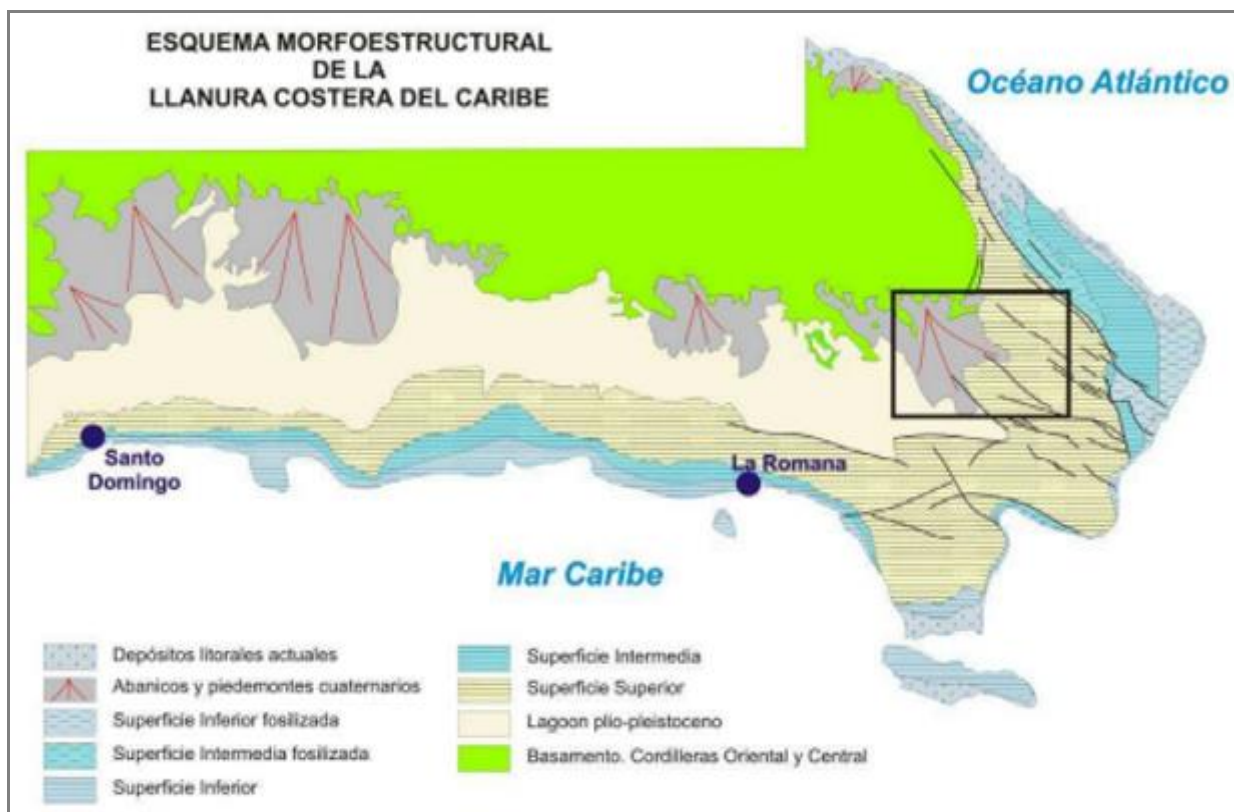 ESQUEMA MORFOESTRUCTURAL
DE LA
LLANURA COSTERA DEL CARIBE
Océano Atlántico
Santo
Domingo
La Romana
Mar Caribe
Depósitos litorales actuales
Abanicos y piedemontes cuaternarios
Superficie Inferior fosilizada
Superficie Intermedia fosilizada
Superficie Inferior
Superficie Intermedia
Superficie Superior
Lagoon plio-pleistoceno
Basamento. Cordilleras Oriental y Central